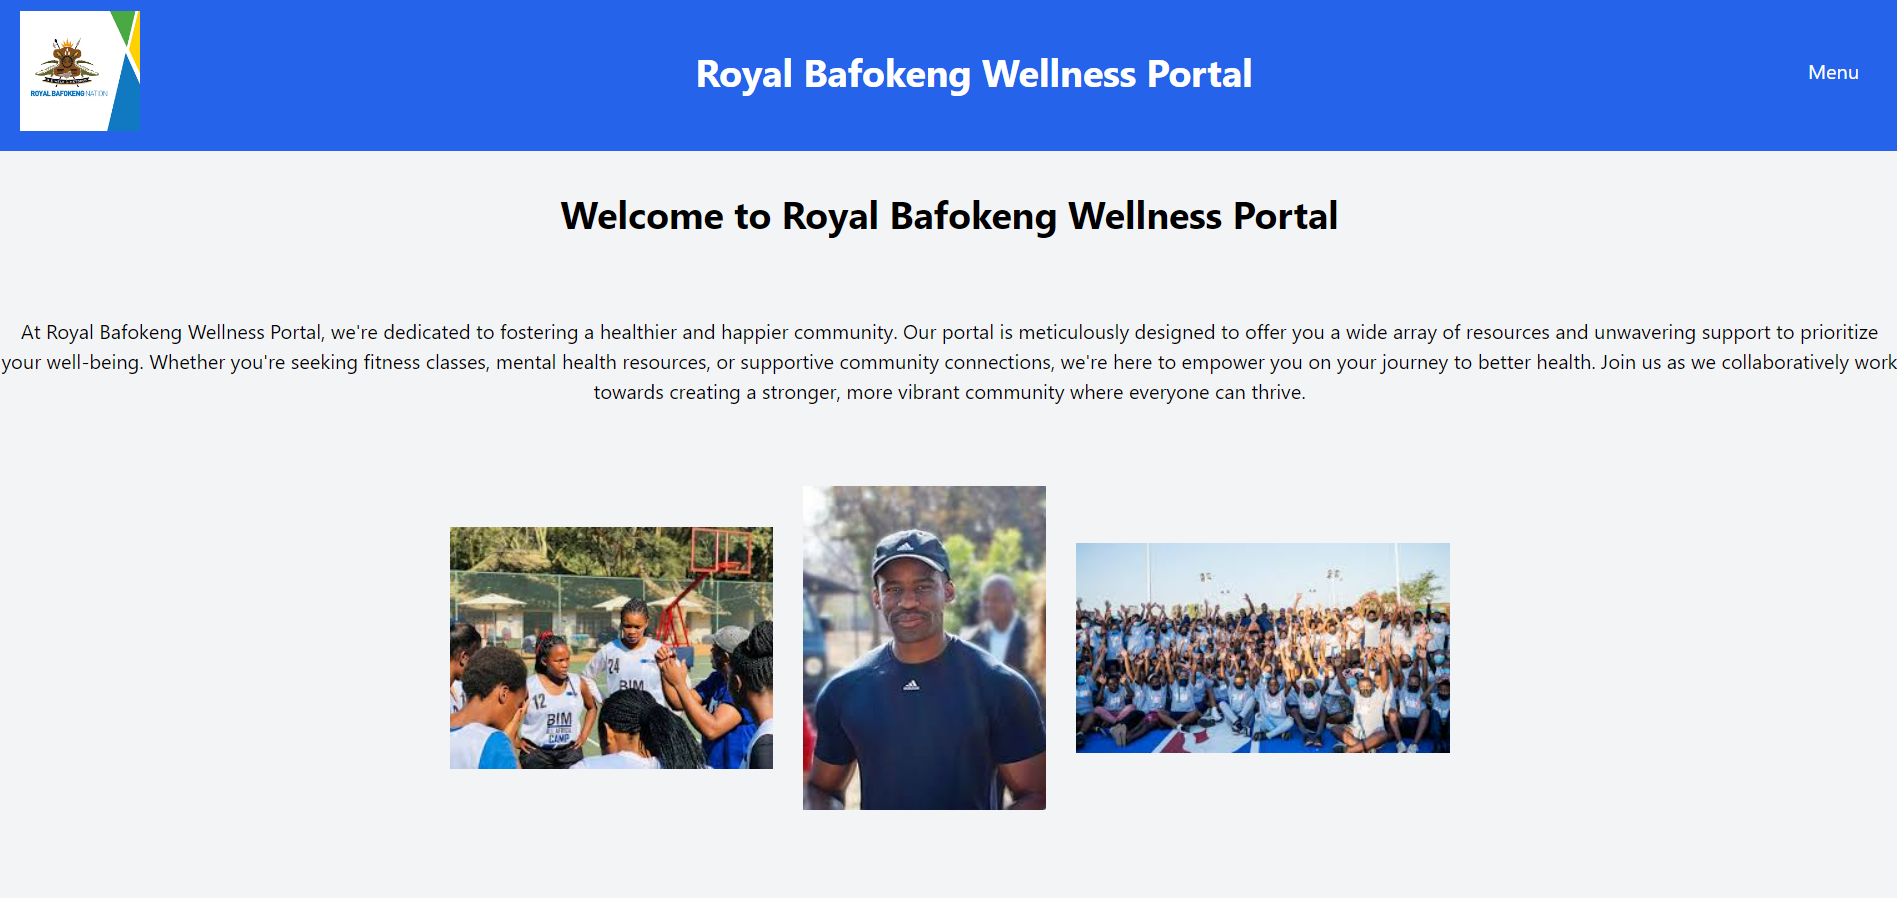 ROYAL BAFOKENG NATION
Royal Bafokeng Wellness Portal
Menu
Welcome to Royal Bafokeng Wellness Portal
At Royal Bafokeng Wellness Portal, we're dedicated to fostering a healthier and happier community. Our portal is meticulously designed to offer you a wide array of resources and unwavering support to prioritize
your well-being. Whether you're seeking fitness classes, mental health resources, or supportive community connections, we're here to empower you on your journey to better health. Join us as we collaboratively work
towards creating a stronger, more vibrant community where everyone can thrive.
24
BIM
12
BIM
CAMP